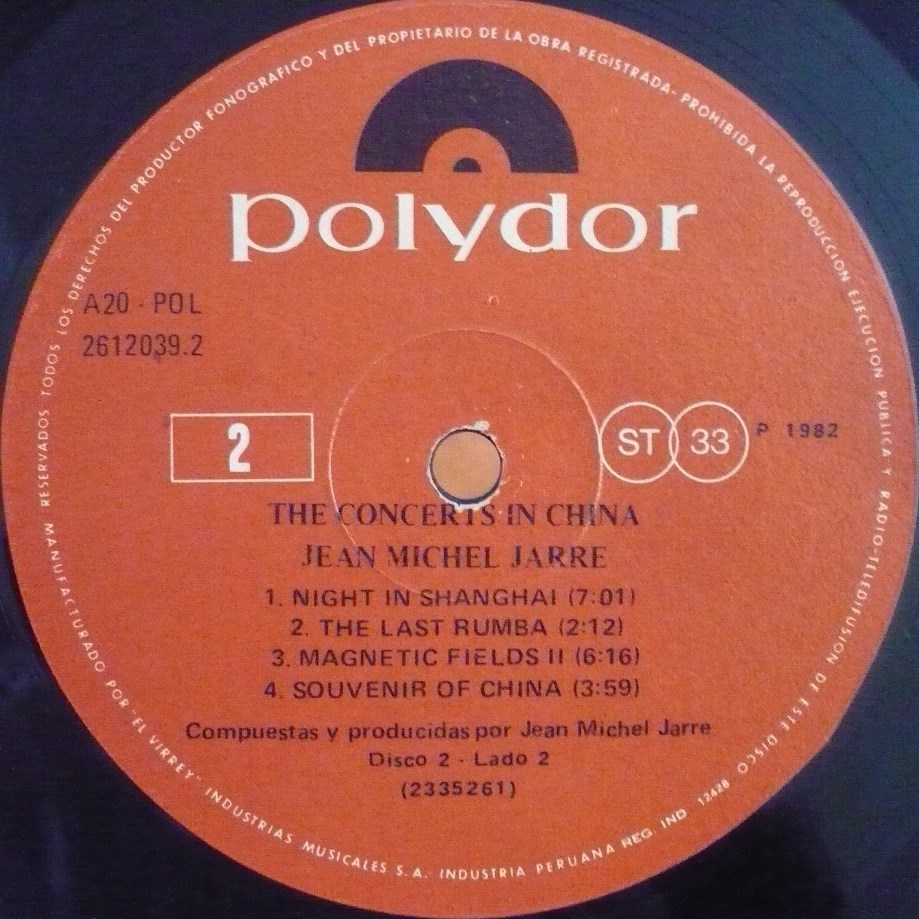 MANUFACTURADO POR "EL VIRREY" INDUSTRIAS MUSICALES S.A. - INDUSTRIA PERUANA REG. IND 12428
RESERVADOS TODOS LOS DERECHOS DEL PRODUCTOR FONOGRAFICO Y DEL PROPIETARIO DE LA OBRA REGISTRADA - PROHIBIDA LA REPRODUCCION EJECUCION PUBLICA Y RADIO-TELEDIFUSION DE ESTE DISCO
polydor
A20 - POL
2612039.2
2
ST 33 P 1982
THE CONCERTS IN CHINA
JEAN MICHEL JARRE
1. NIGHT IN SHANGHAI (7:01)
2. THE LAST RUMBA (2:12)
3. MAGNETIC FIELDS II (6:16)
4. SOUVENIR OF CHINA (3:59)
Compuestas y producidas por Jean Michel Jarre
Disco 2 - Lado 2
(2335261)